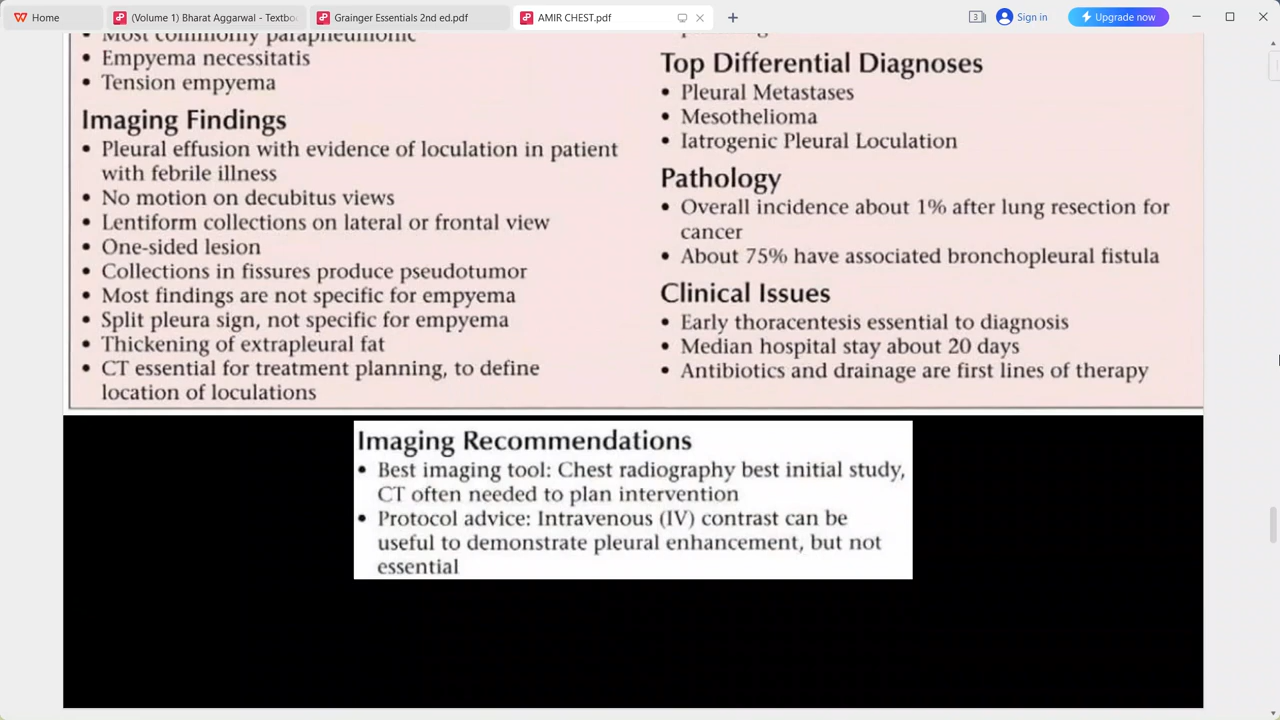 Home
(Volume 1) Bharat Aggarwal - Textbo
Grainger Essentials 2nd ed.pdf
AMIR CHEST.pdf
3
Sign in
Upgrade now
• Most commonly parapneumonic
• Empyema necessitatis
• Tension empyema
Imaging Findings
• Pleural effusion with evidence of loculation in patient
with febrile illness
• No motion on decubitus views
• Lentiform collections on lateral or frontal view
• One-sided lesion
• Collections in fissures produce pseudotumor
• Most findings are not specific for empyema
• Split pleura sign, not specific for empyema
• Thickening of extrapleural fat
• CT essential for treatment planning, to define
location of loculations
Top Differential Diagnoses
• Pleural Metastases
• Mesothelioma
• Iatrogenic Pleural Loculation
Pathology
• Overall incidence about 1% after lung resection for
cancer
• About 75% have associated bronchopleural fistula
Clinical Issues
• Early thoracentesis essential to diagnosis
• Median hospital stay about 20 days
• Antibiotics and drainage are first lines of therapy
Imaging Recommendations
• Best imaging tool: Chest radiography best initial study,
CT often needed to plan intervention
• Protocol advice: Intravenous (IV) contrast can be
useful to demonstrate pleural enhancement, but not
essential